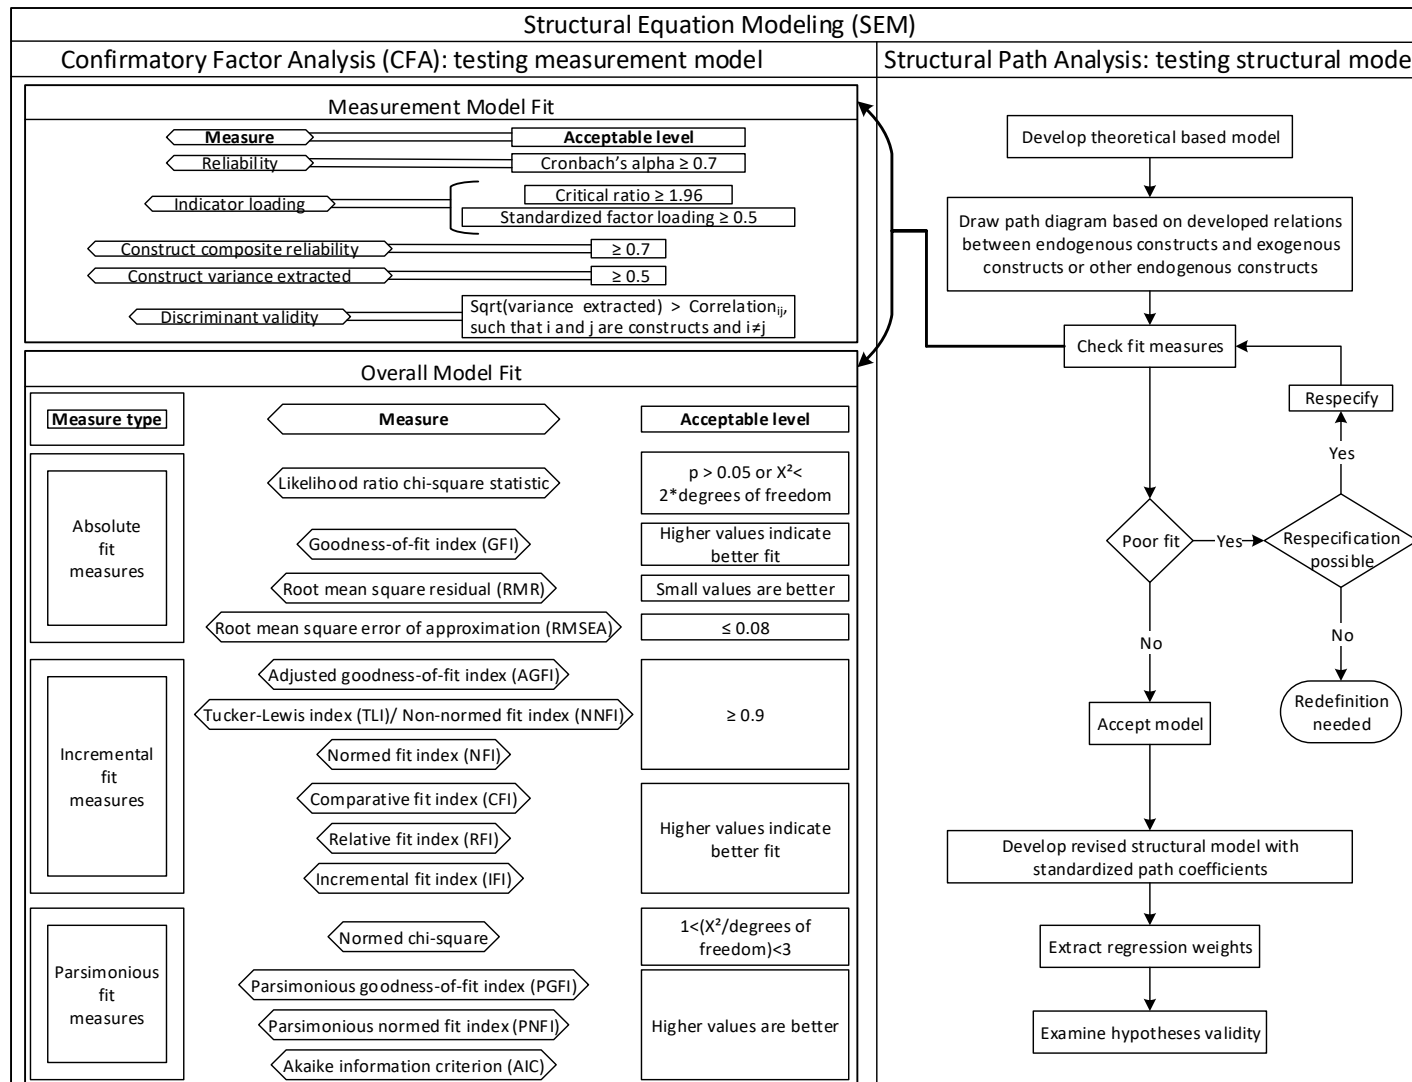 Structural Equation Modeling (SEM)
Confirmatory Factor Analysis (CFA): testing measurement model
Measurement Model Fit
Measure
Acceptable level
Reliability
Cronbach's alpha ≥ 0.7
Indicator loading
Critical ratio ≥ 1.96
Standardized factor loading ≥ 0.5
Construct composite reliability
≥ 0.7
Construct variance extracted
≥ 0.5
Discriminant validity
Sqrt(variance extracted) > Correlationij,
such that i and j are constructs and i≠j
Overall Model Fit
Measure type
Measure
Acceptable level
Absolute
fit
measures
Likelihood ratio chi-square statistic
p > 0.05 or X²<
2*degrees of freedom
Goodness-of-fit index (GFI)
Higher values indicate
better fit
Root mean square residual (RMR)
Small values are better
Root mean square error of approximation (RMSEA)
≤ 0.08
Incremental
fit
measures
Adjusted goodness-of-fit index (AGFI)
Tucker-Lewis index (TLI)/ Non-normed fit index (NNFI)
Normed fit index (NFI)
≥ 0.9
Comparative fit index (CFI)
Relative fit index (RFI)
Incremental fit index (IFI)
Higher values indicate
better fit
Parsimonious
fit
measures
Normed chi-square
1<(X²/degrees of
freedom)<3
Parsimonious goodness-of-fit index (PGFI)
Parsimonious normed fit index (PNFI)
Akaike information criterion (AIC)
Higher values are better
Structural Path Analysis: testing structural mode
Develop theoretical based model
Draw path diagram based on developed relations
between endogenous constructs and exogenous
constructs or other endogenous constructs
Check fit measures
Respecify
Yes
Poor fit
Yes
Respecification
possible
No
No
Redefinition
needed
Accept model
Develop revised structural model with
standardized path coefficients
Extract regression weights
Examine hypotheses validity